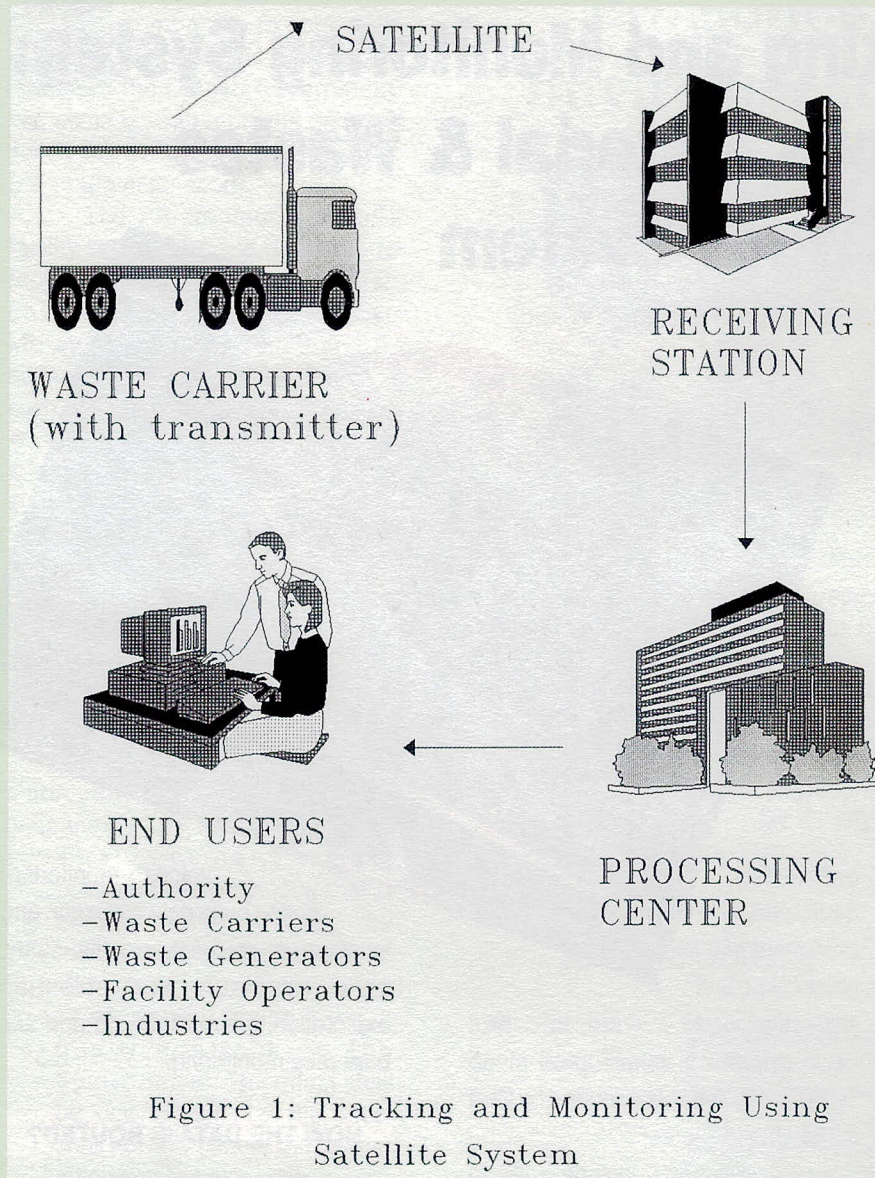 SATELLITE
RECEIVING
STATION
WASTE CARRIER
(with transmitter)
END USERS
-Authority
-Waste Carriers
-Waste Generators
-Facility Operators
-Industries
PROCESSING
CENTER
Figure 1: Tracking and Monitoring Using
Satellite System